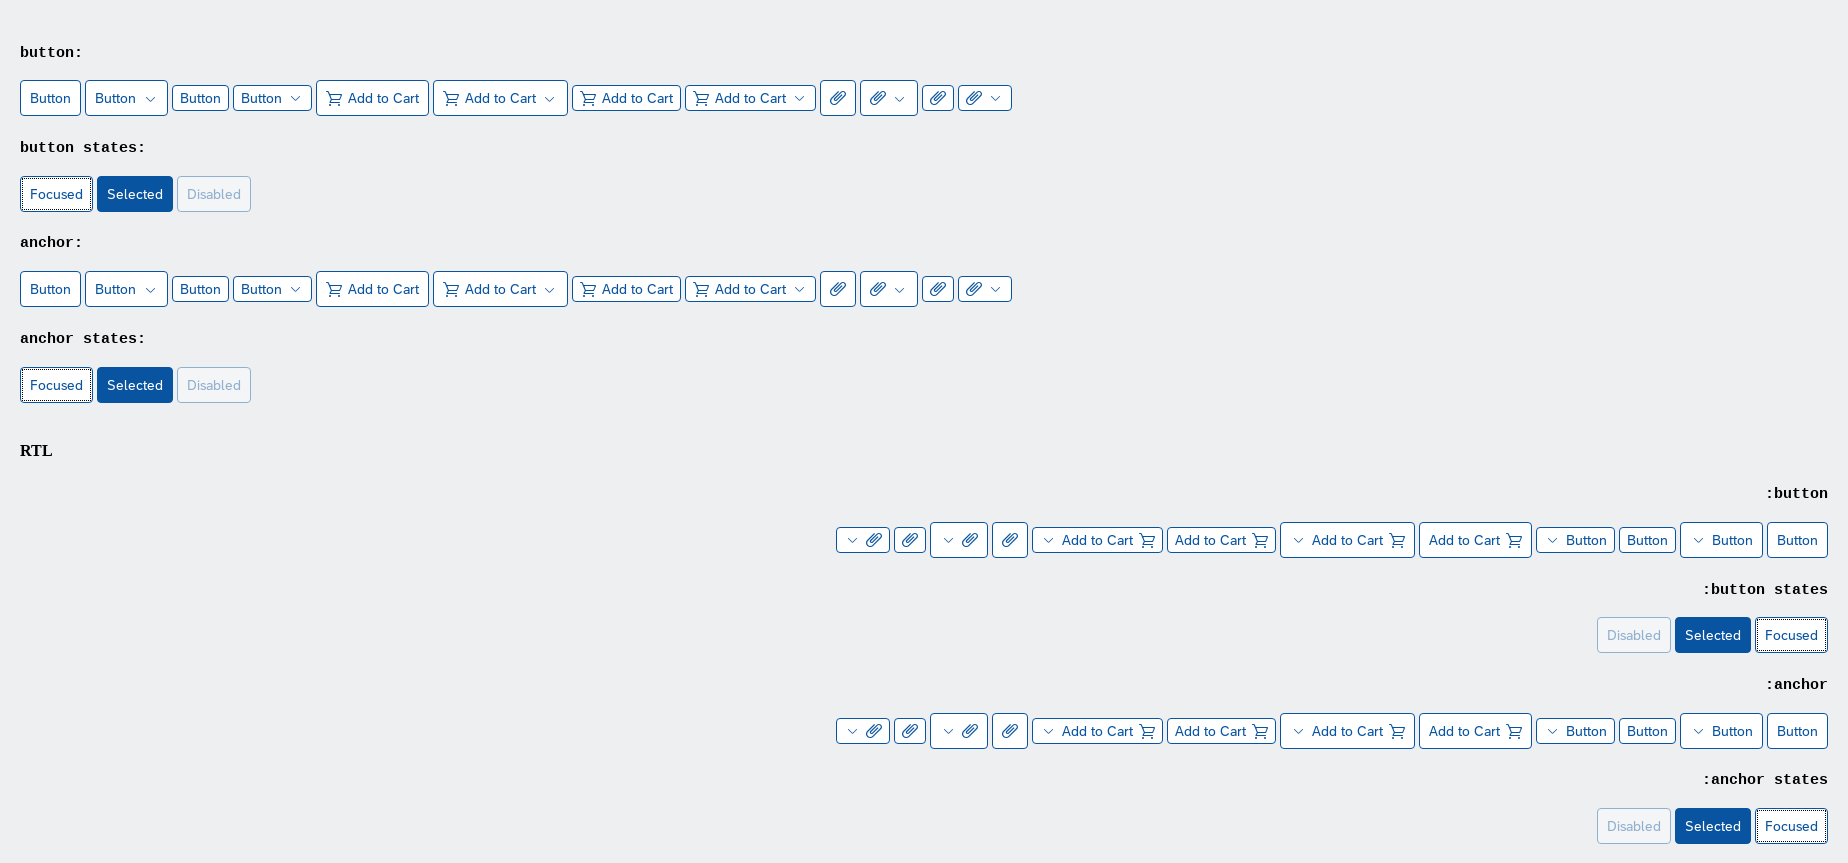 button:
Button Button Button Button Add to Cart Add to Cart Add to Cart Add to Cart
button states:
Focused Selected Disabled
anchor:
Button Button Button Button Add to Cart Add to Cart Add to Cart Add to Cart
anchor states:
Focused Selected Disabled
RTL
:button
Add to Cart Add to Cart Add to Cart Add to Cart Button Button Button Button
:button states
Disabled Selected Focused
:anchor
Add to Cart Add to Cart Add to Cart Add to Cart Button Button Button Button
:anchor states
Disabled Selected Focused